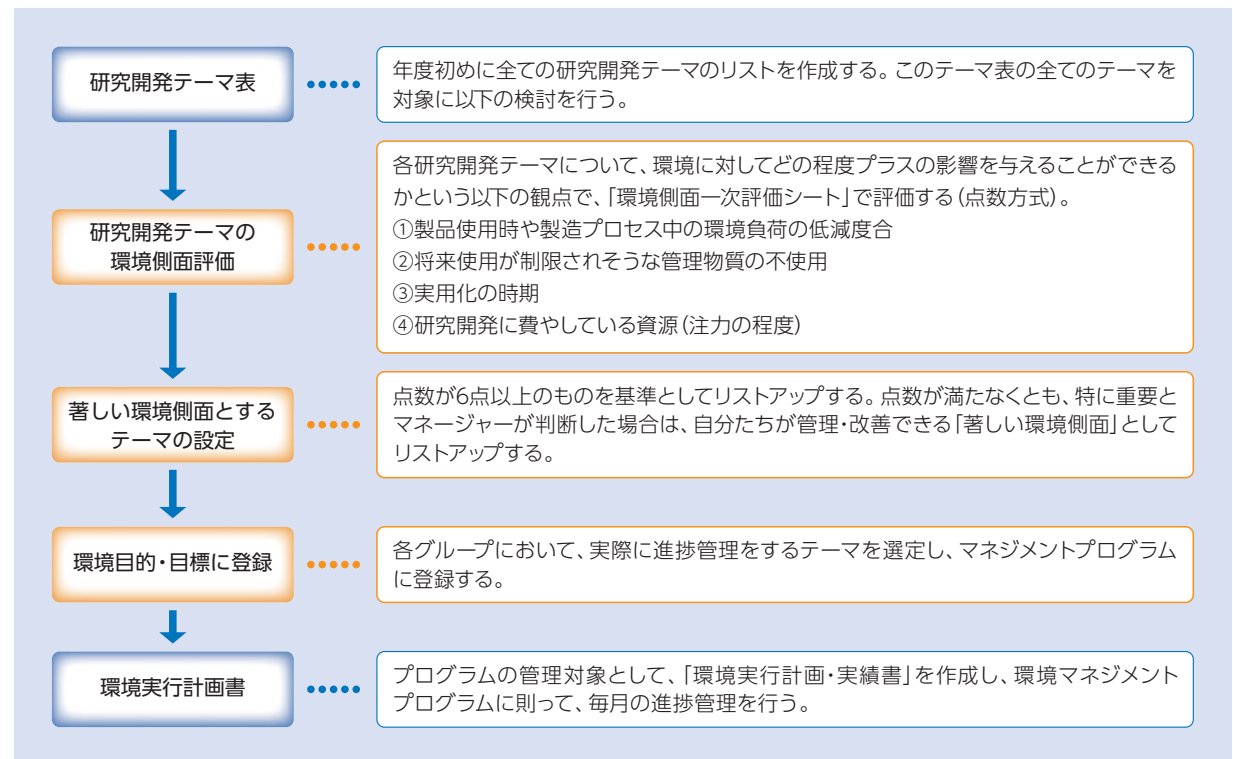 研究開発テーマ表
年度初めに全ての研究開発テーマのリストを作成する。このテーマ表の全てのテーマを
対象に以下の検討を行う。
研究開発テーマの
環境側面評価
各研究開発テーマについて、環境に対してどの程度プラスの影響を与えることができる
かという以下の観点で、「環境側面一次評価シート」で評価する(点数方式)。
①製品使用時や製造プロセス中の環境負荷の低減度合
②将来使用が制限されそうな管理物質の不使用
③実用化の時期
④研究開発に費やしている資源(注力の程度)
著しい環境側面とする
テーマの設定
点数が6点以上のものを基準としてリストアップする。点数が満たなくとも、特に重要と
マネージャーが判断した場合は、自分たちが管理・改善できる「著しい環境側面」として
リストアップする。
環境目的・目標に登録
各グループにおいて、実際に進捗管理をするテーマを選定し、マネジメントプログラム
に登録する。
環境実行計画書
プログラムの管理対象として、「環境実行計画・実績書」を作成し、環境マネジメント
プログラムに則って、毎月の進捗管理を行う。